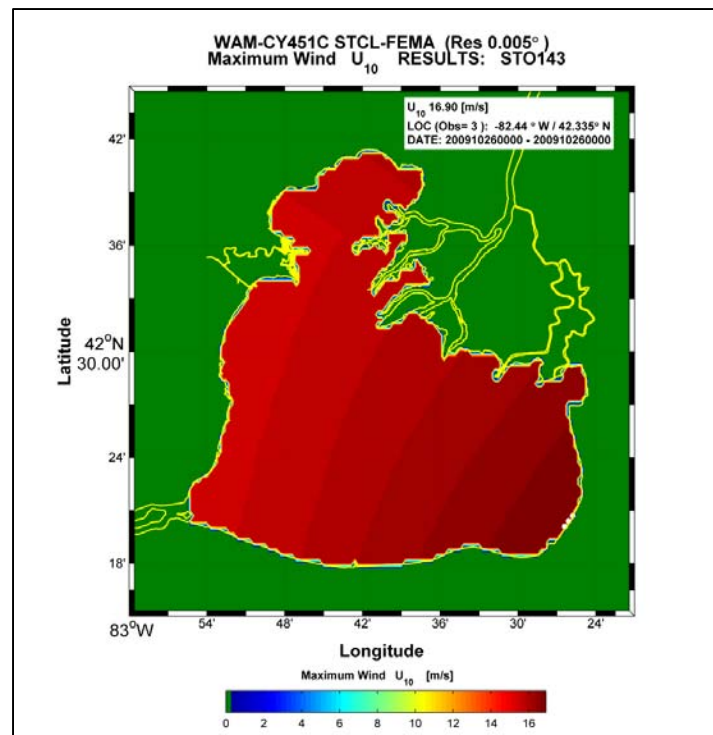 WAM-CY451C STCL-FEMA (Res 0.005°)
Maximum Wind U10 RESULTS: STO143
U10 16.90 [m/s]
LOC (Obs= 3 ): -82.44 ° W / 42.335° N
DATE: 200910260000 - 200910260000
42'
36'
42°N
30.00'
24'
18'
Latitude
83°W
54' 48' 42' 36' 30' 24'
Longitude
Maximum Wind U10 [m/s]
0 2 4 6 8 10 12 14 16